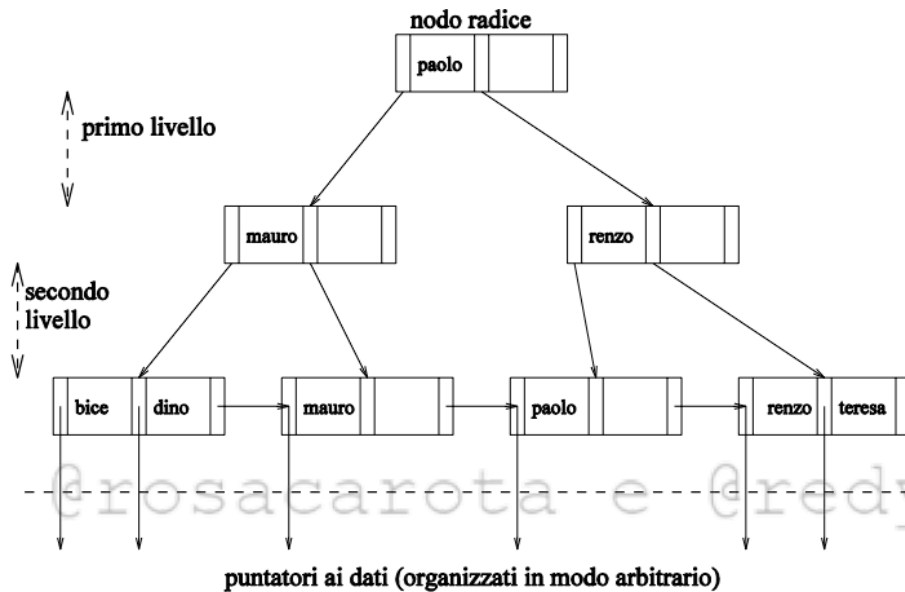 nodo radice
paolo
primo livello
mauro
renzo
secondo
livello
bice dino mauro paolo renzo teresa
@rosacarota e @redy
puntatori ai dati (organizzati in modo arbitrario)